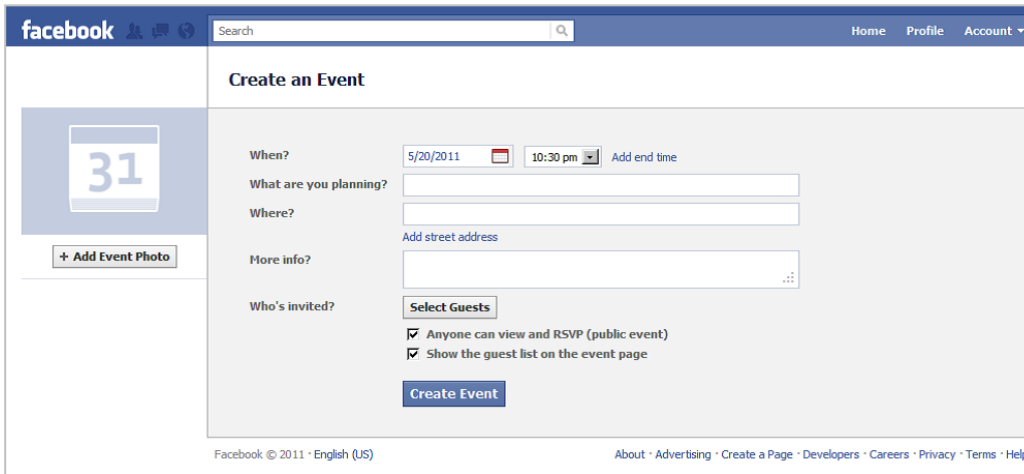 facebook Search Home Profile Account
Create an Event
31
+ Add Event Photo
When? 5/20/2011 10:30 pm Add end time
What are you planning?
Where?
Add street address
More info?
Who's invited? Select Guests
Anyone can view and RSVP (public event)
Show the guest list on the event page
Create Event
Facebook © 2011 · English (US) About · Advertising · Create a Page · Developers · Careers · Privacy · Terms · Help